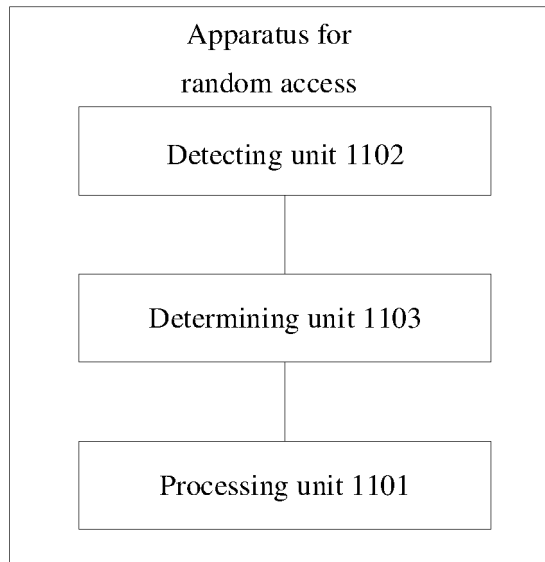 Apparatus for
random access
Detecting unit 1102
Determining unit 1103
Processing unit 1101